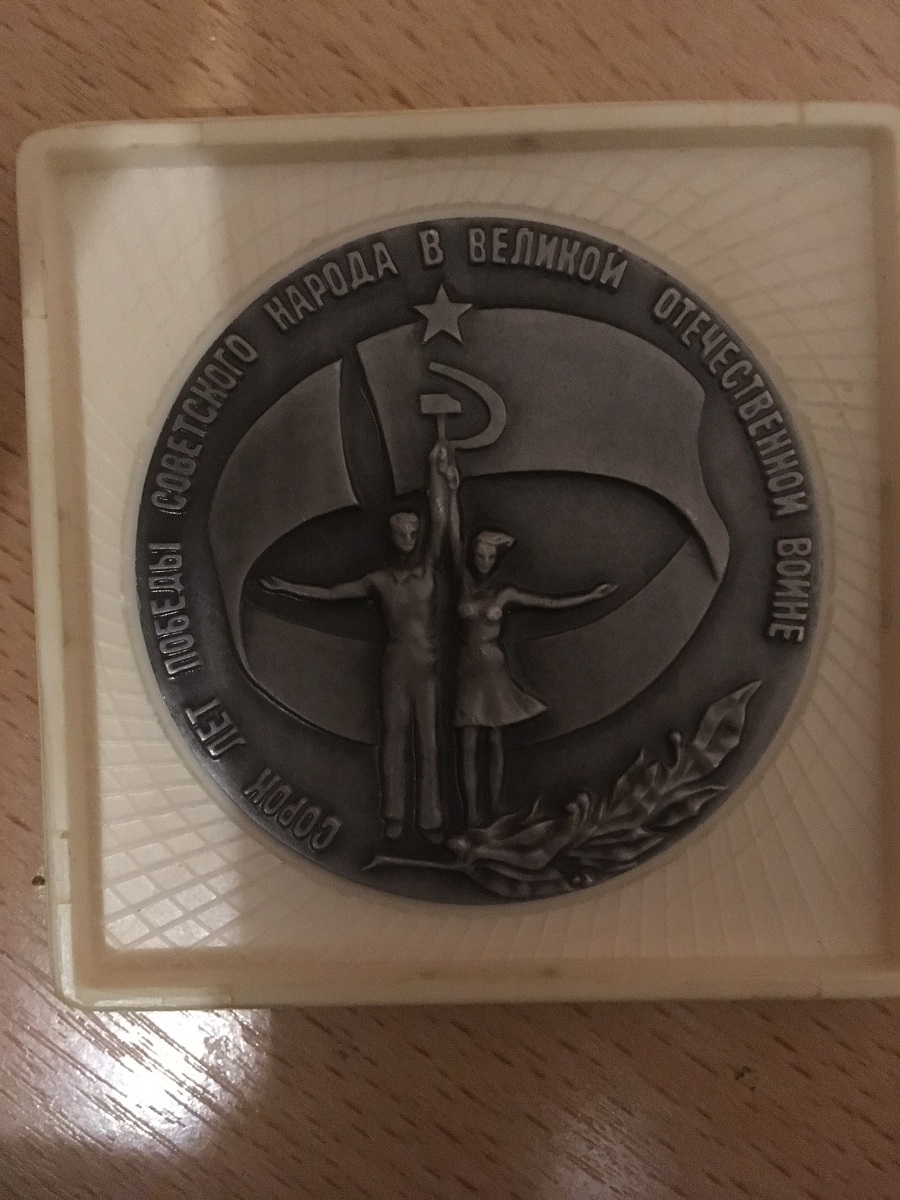 СОРОК ЛЕТ ПОБЕДЫ СОВЕТСКОГО НАРОДА В ВЕЛИКОЙ ОТЕЧЕСТВЕННОЙ ВОЙНЕ